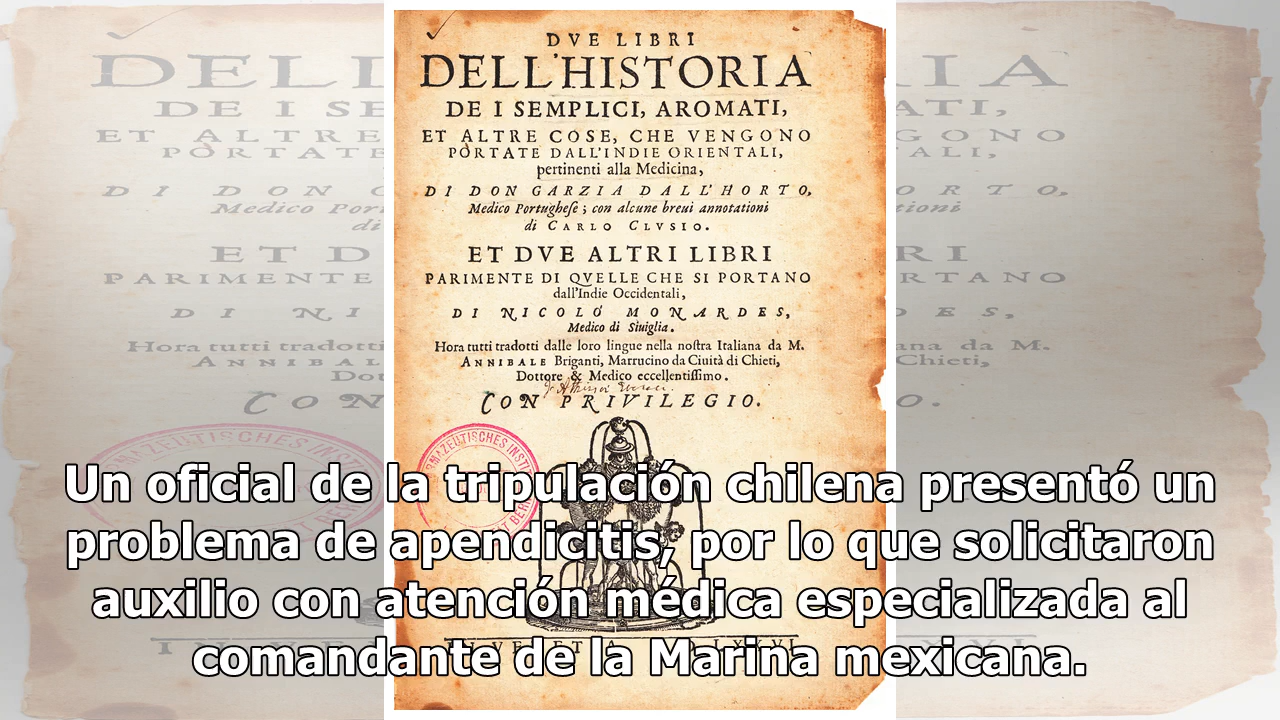 DVE LIBRI
DELL'HISTORIA
DE I SEMPLICI, AROMATI,
ET ALTRE COSE, CHE VENGONO
PORTATE DALL'INDIE ORIENTALI,
pertinenti alla Medicina,
DI DON GARZIA DALL'HORTO,
Medico Portugheſe; con alcune breui annotationi
di CARLO CLVSIO.
ET DVE ALTRI LIBRI
PARIMENTE DI QVELLE CHE SI PORTANO
dall'Indie Occidentali,
DI NICOLÓ MONARDES,
Medico di Siuiglia.
Hora tutti tradotti dalle loro lingue nella noſtra Italiana da M.
ANNIBALE Briganti, Marrucino da Ciuità di Chieti,
Dottore & Medico eccellentiſſimo.
CON PRIVILEGIO.
Un oficial de la tripulación chilena presentó un
problema de apendicitis, por lo que solicitaron
auxilio con atención médica especializada al
comandante de la Marina mexicana.